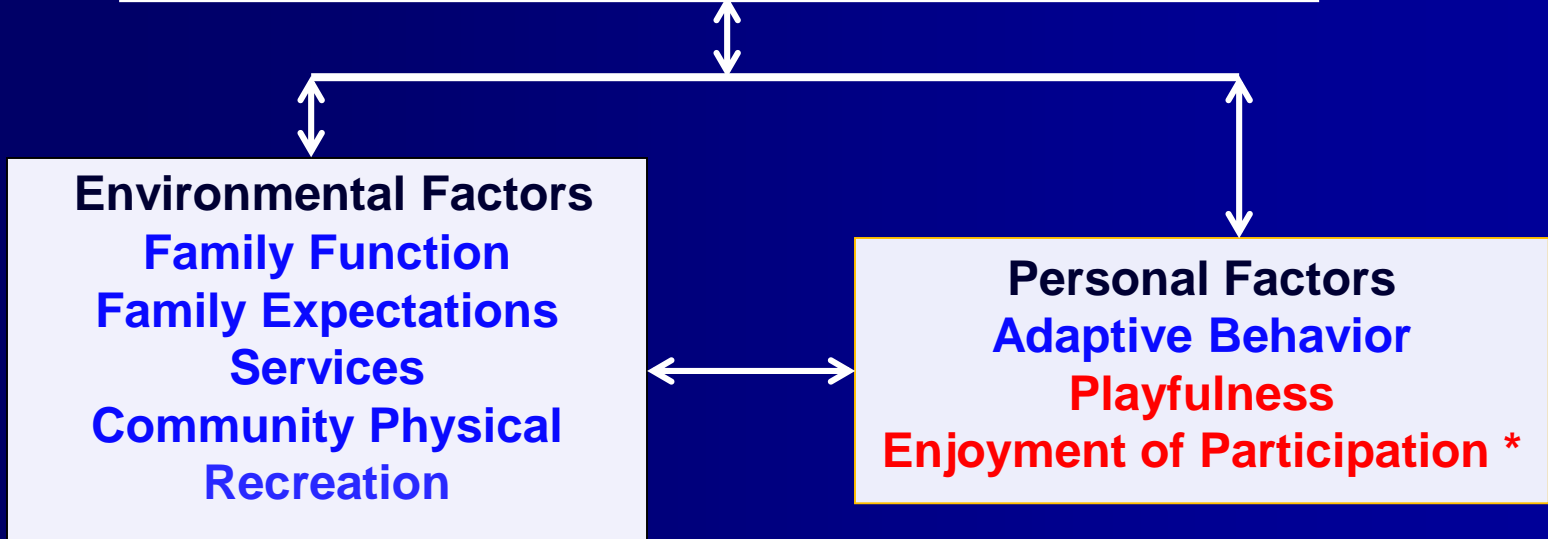 Environmental Factors
Family Function
Family Expectations
Services
Community Physical
Recreation
Personal Factors
Adaptive Behavior
Playfulness
Enjoyment of Participation *